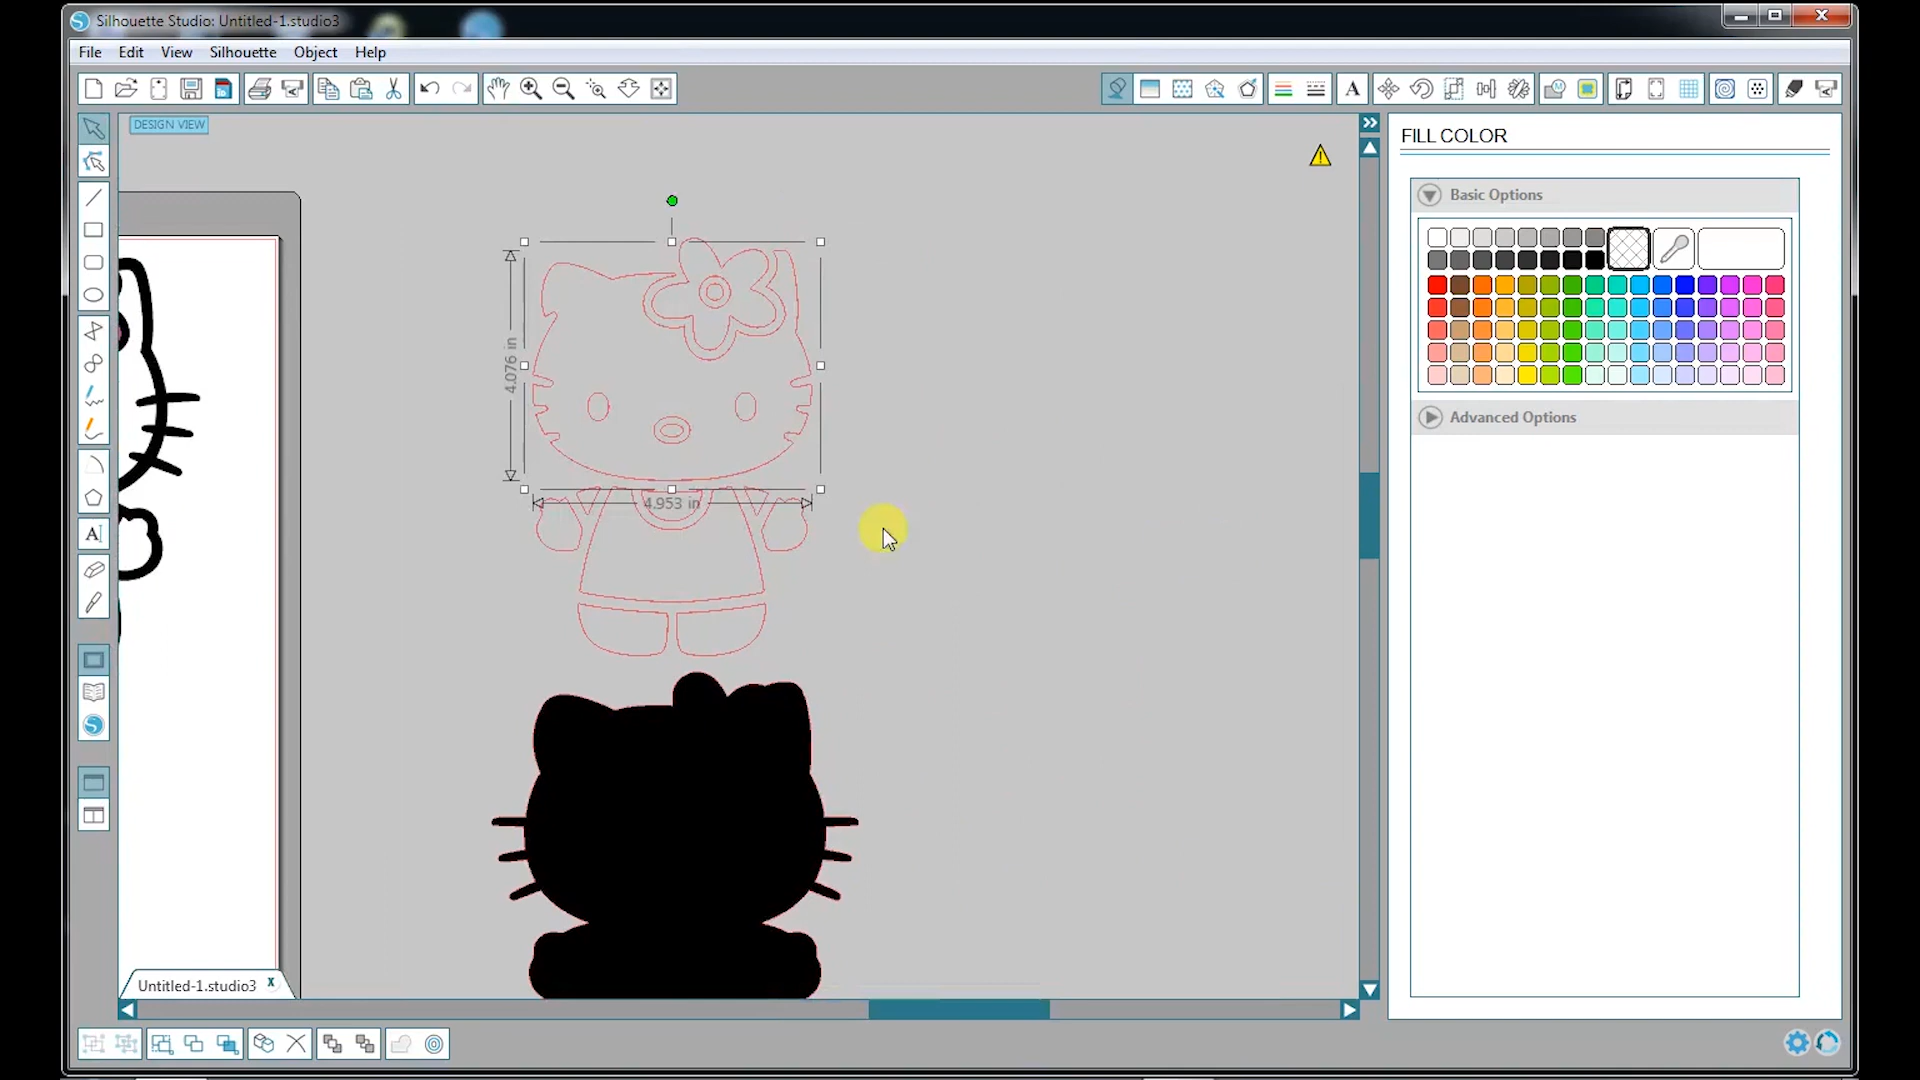 Silhouette Studio: Untitled-1.studio3
File Edit View Silhouette Object Help
DESIGN VIEW
FILL COLOR
Basic Options
Advanced Options
4.076 in
4.953 in
Untitled-1.studio3 x